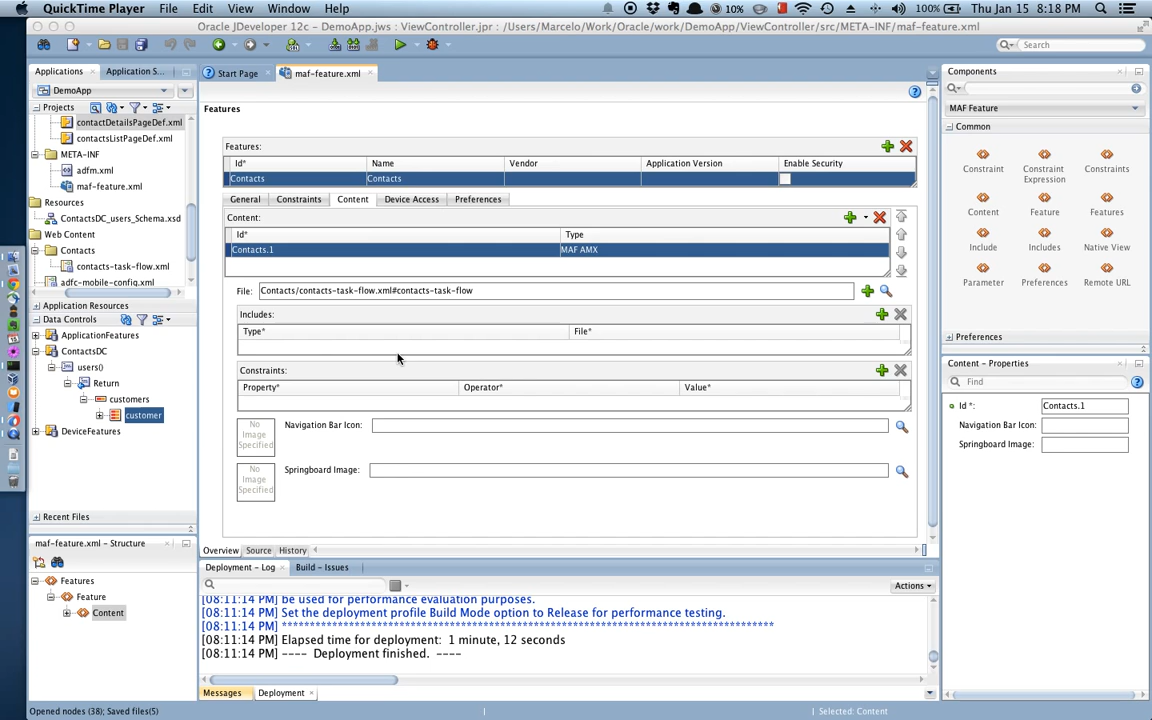 QuickTime Player File Edit View Window Help 10% 100% Thu Jan 15 8:18 PM
Oracle JDeveloper 12c - DemoApp.jws : ViewController.jpr : /Users/Marcelo/Work/Oracle/work/DemoApp/ViewController/src/META-INF/maf-feature.xml
Search
Applications
Application S...
Start Page
maf-feature.xml
Components
DemoApp
Projects
contactDetailsPageDef.xml
contactsListPageDef.xml
META-INF
adfm.xml
maf-feature.xml
Resources
ContactsDC_users_Schema.xsd
Web Content
Contacts
contacts-task-flow.xml
adfc-mobile-config.xml
Application Resources
Data Controls
ApplicationFeatures
ContactsDC
users()
Return
customers
customer
DeviceFeatures
Recent Files
maf-feature.xml - Structure
Features
Feature
Content
Features
Features:
Id* Name Vendor Application Version Enable Security
Contacts Contacts
General Constraints Content Device Access Preferences
Content:
Id* Type
Contacts.1 MAF AMX
File: Contacts/contacts-task-flow.xml#contacts-task-flow
Includes:
Type* File*
Constraints:
Property* Operator* Value*
No Image Specified
Navigation Bar Icon:
No Image Specified
Springboard Image:
Overview Source History
Deployment - Log
Build - Issues
Actions
[08:11:14 PM] be used for performance evaluation purposes.
[08:11:14 PM] Set the deployment profile Build Mode option to Release for performance testing.
[08:11:14 PM] Elapsed time for deployment: 1 minute, 12 seconds
[08:11:14 PM] ---- Deployment finished. ----
Messages Deployment
MAF Feature
Common
Constraint
Constraint Expression
Constraints
Content
Feature
Features
Include
Includes
Native View
Parameter
Preferences
Remote URL
Preferences
Content - Properties
Find
Id *: Contacts.1
Navigation Bar Icon:
Springboard Image:
Opened nodes (38); Saved files(5)
Selected: Content